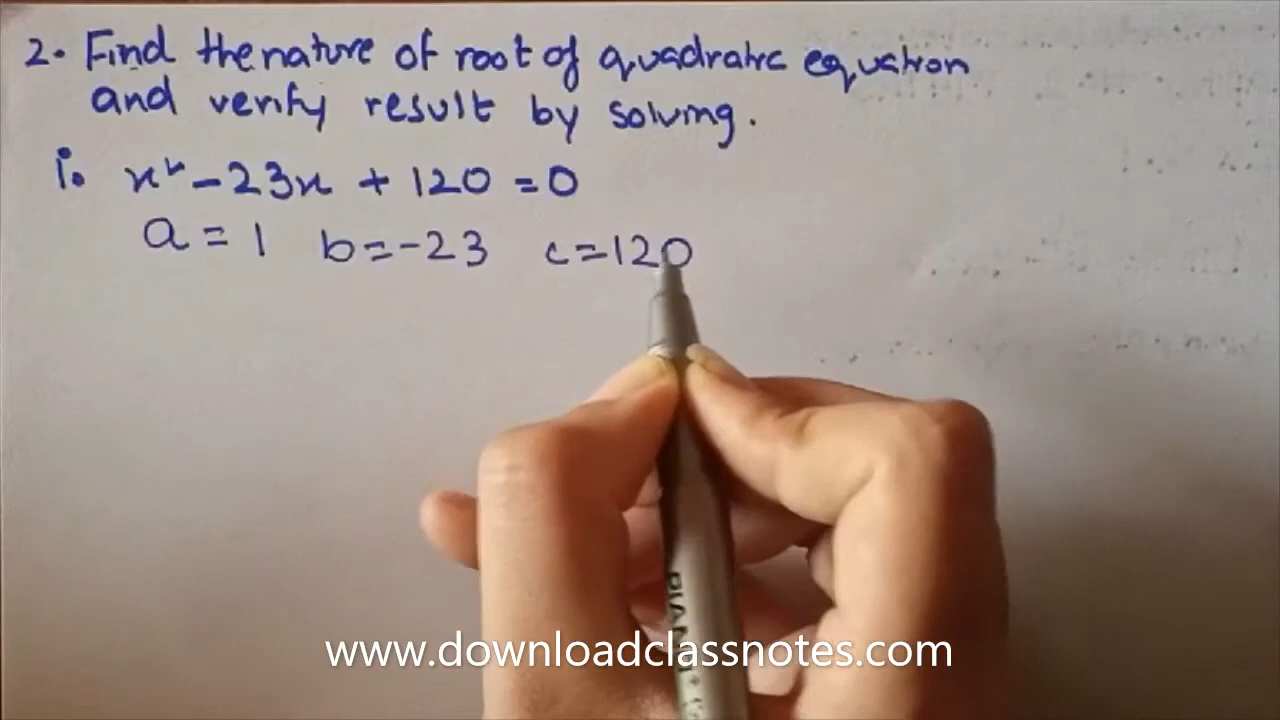 2. Find the nature of root of quadratic equation
and verify result by solving.
i. x² - 23x + 120 = 0
a = 1 b = -23 c = 120
www.downloadclassnotes.com